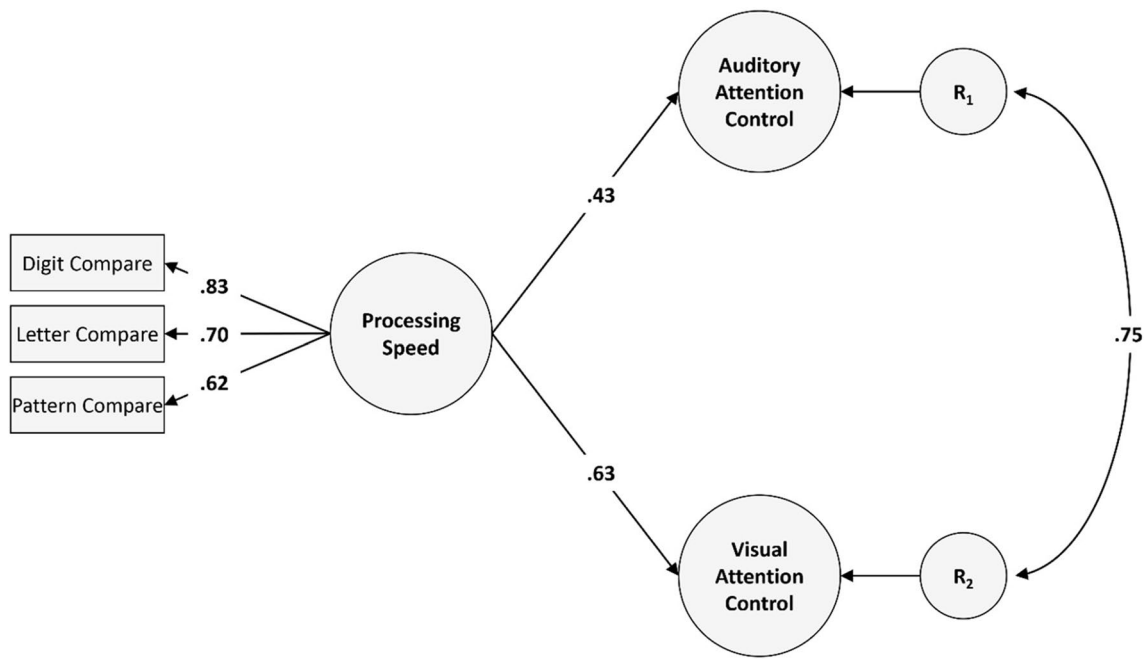 Auditory
Attention
Control
R₁
.43
Digit Compare
.83
Letter Compare
.70
Processing
Speed
.75
Pattern Compare
.62
.63
Visual
Attention
Control
R₂